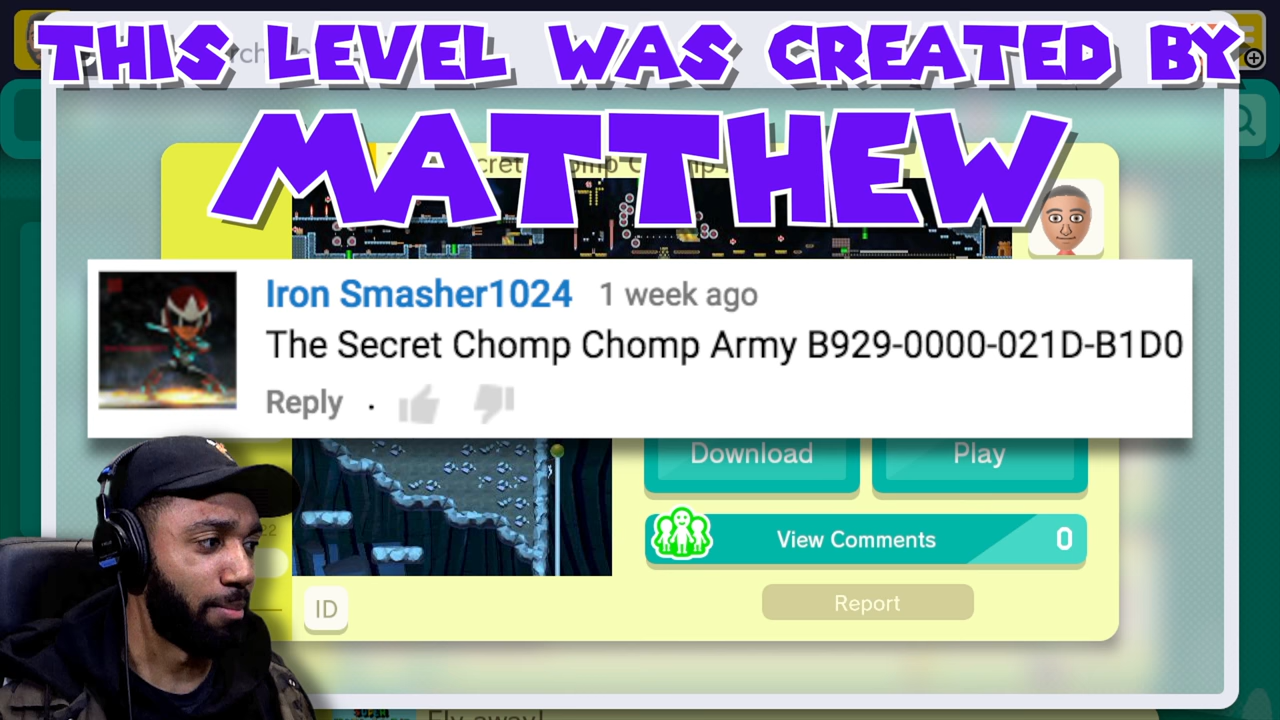 THIS LEVEL WAS CREATED BY
MATTHEW
Iron Smasher1024 1 week ago
The Secret Chomp Chomp Army B929-0000-021D-B1D0
Reply
Download
Play
View Comments 0
ID
Report
Fly away!